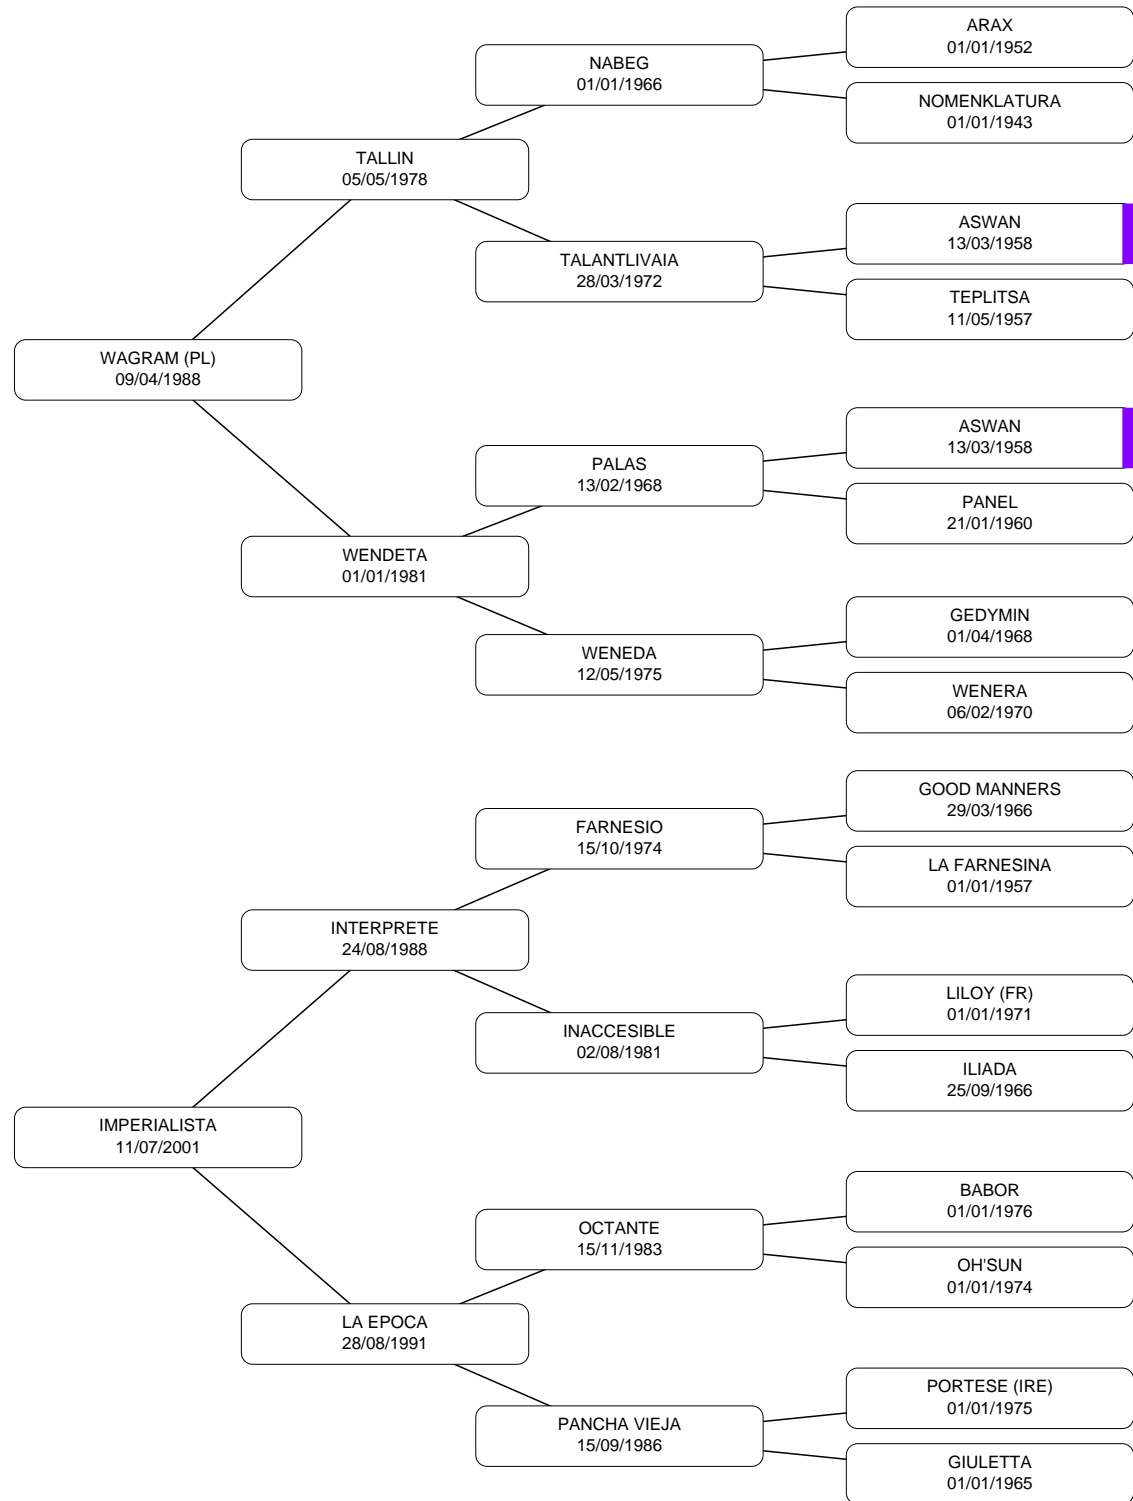 ARAX
01/01/1952
NABEG
01/01/1966
NOMENKLATURA
01/01/1943
TALLIN
05/05/1978
ASWAN
13/03/1958
TALANTLIVAIA
28/03/1972
TEPLITSA
11/05/1957
WAGRAM (PL)
09/04/1988
ASWAN
13/03/1958
PALAS
13/02/1968
PANEL
21/01/1960
WENDETA
01/01/1981
GEDYMIN
01/04/1968
WENEDA
12/05/1975
WENERA
06/02/1970
GOOD MANNERS
29/03/1966
FARNESIO
15/10/1974
LA FARNESINA
01/01/1957
INTERPRETE
24/08/1988
LILOY (FR)
01/01/1971
INACCESIBLE
02/08/1981
ILIADA
25/09/1966
IMPERIALISTA
11/07/2001
BABOR
01/01/1976
OCTANTE
15/11/1983
OH'SUN
01/01/1974
LA EPOCA
28/08/1991
PORTESE (IRE)
01/01/1975
PANCHA VIEJA
15/09/1986
GIULETTA
01/01/1965